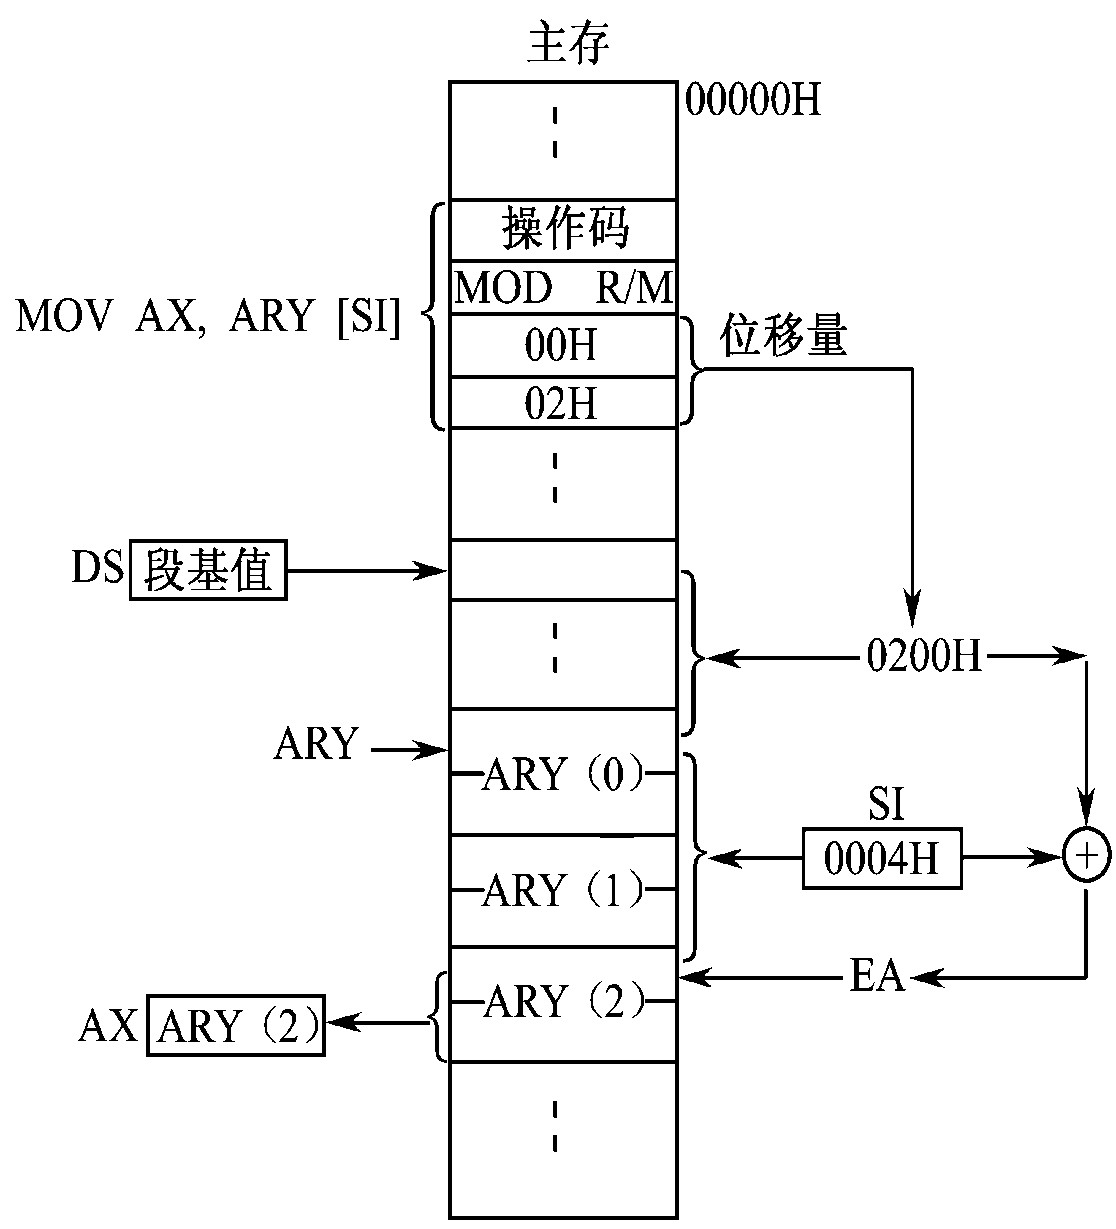 主存
00000H
操作码
MOD R/M
MOV AX, ARY [SI]
00H
位移量
02H
DS 段基值
0200H
ARY
ARY (0)
SI
0004H
+
ARY (1)
EA
ARY (2)
AX ARY (2)